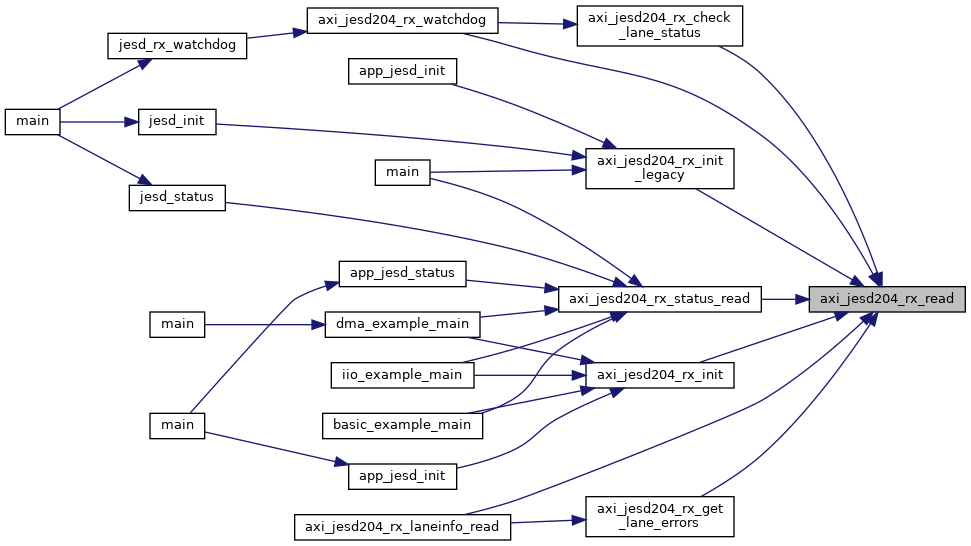 axi_jesd204_rx_watchdog
axi_jesd204_rx_check
_lane_status
jesd_rx_watchdog
app_jesd_init
main
jesd_init
axi_jesd204_rx_init
_legacy
main
jesd_status
app_jesd_status
axi_jesd204_rx_status_read
axi_jesd204_rx_read
main
dma_example_main
iio_example_main
axi_jesd204_rx_init
main
basic_example_main
app_jesd_init
axi_jesd204_rx_get
_lane_errors
axi_jesd204_rx_laneinfo_read